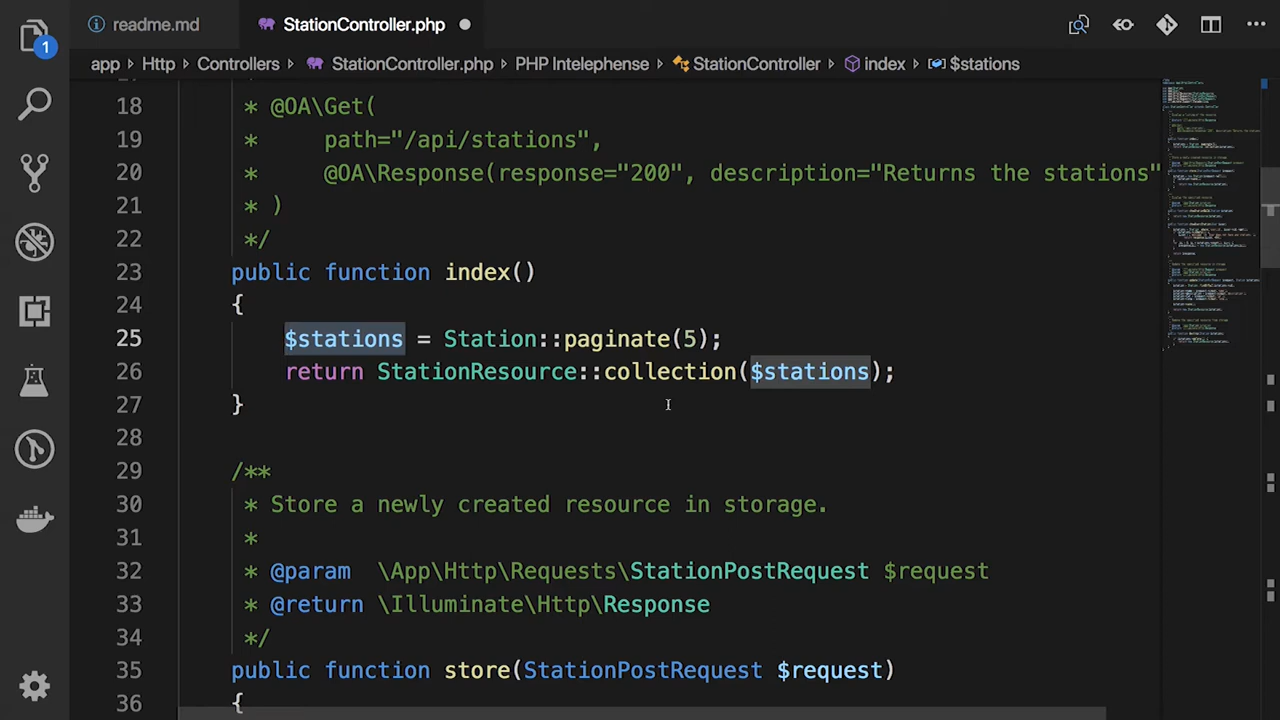 readme.md StationController.php
1
app Http Controllers StationController.php PHP Intelephense StationController index $stations
18 * @OA\Get(
19 * path="/api/stations",
20 * @OA\Response(response="200", description="Returns the stations"
21 * )
22 */
23 public function index()
24 {
25 $stations = Station::paginate(5);
26 return StationResource::collection($stations);
27 }
28
29 /**
30 * Store a newly created resource in storage.
31 *
32 * @param \App\Http\Requests\StationPostRequest $request
33 * @return \Illuminate\Http\Response
34 */
35 public function store(StationPostRequest $request)
36 {